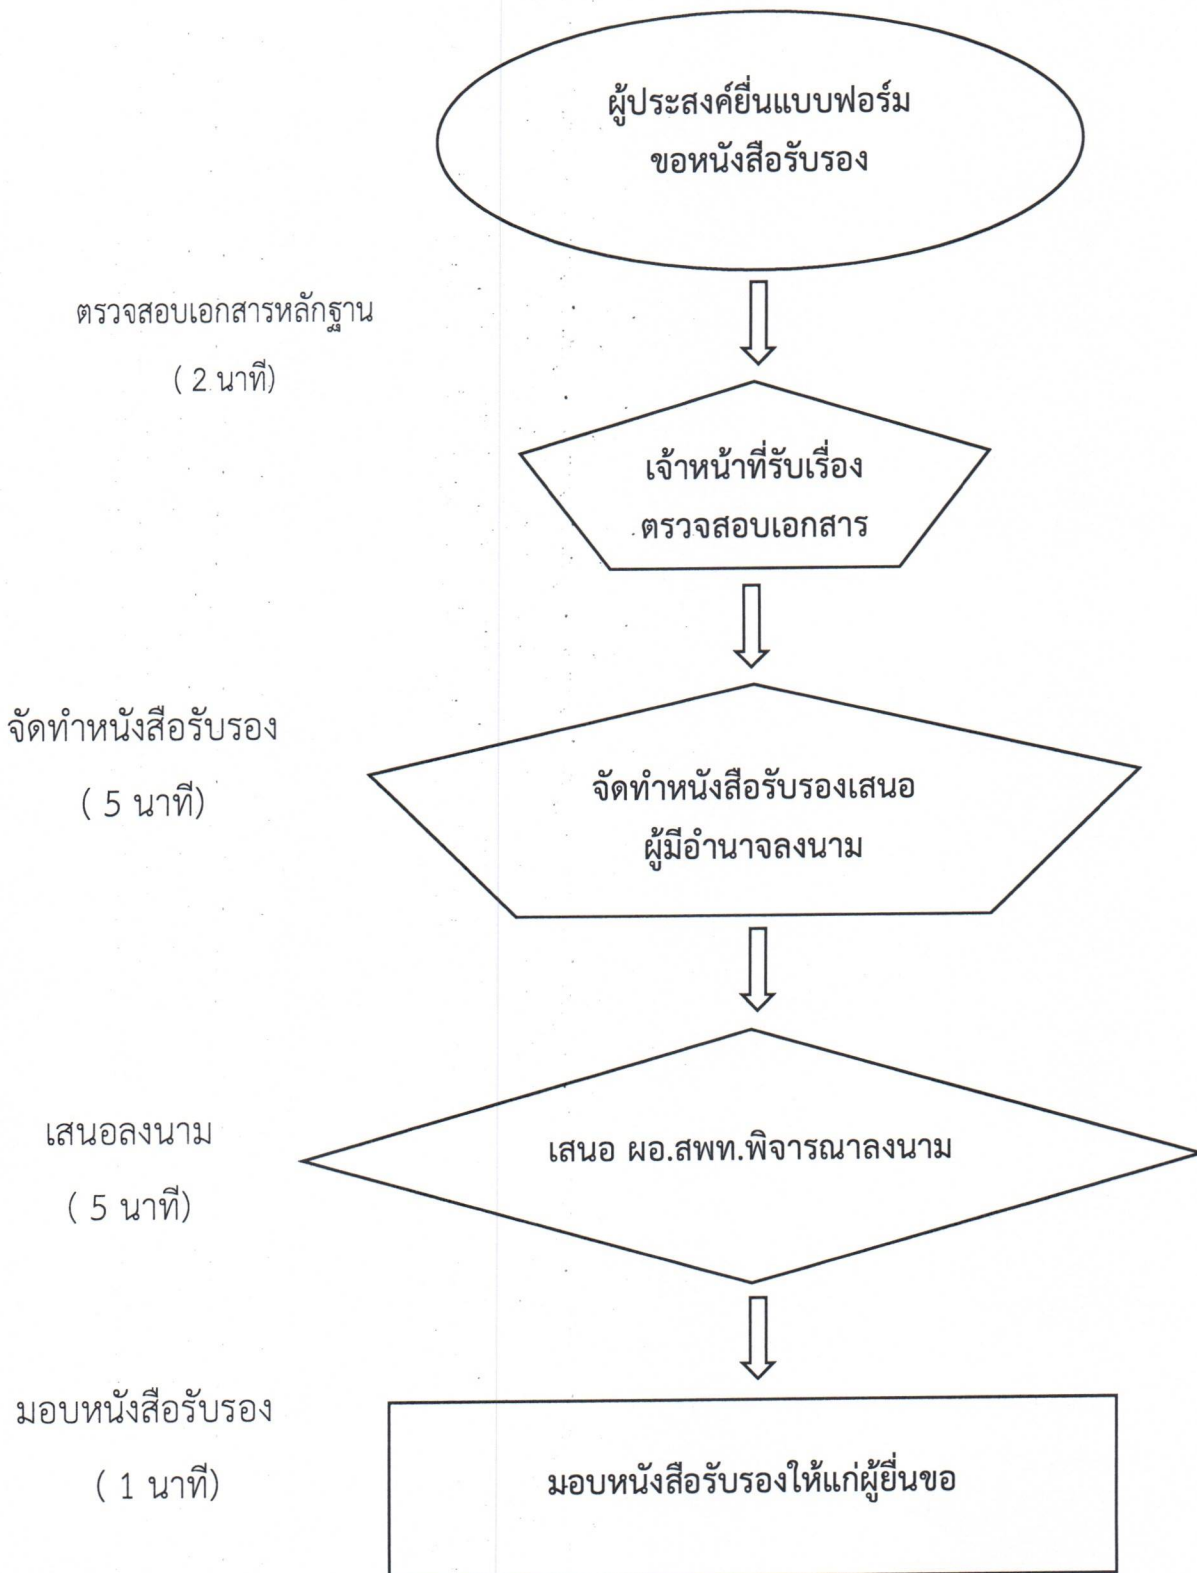 ผู้ประสงค์ยื่นแบบฟอร์ม
ขอหนังสือรับรอง
ตรวจสอบเอกสารหลักฐาน
( 2 นาที)
เจ้าหน้าที่รับเรื่อง
ตรวจสอบเอกสาร
จัดทำหนังสือรับรอง
( 5 นาที)
จัดทำหนังสือรับรองเสนอ
ผู้มีอำนาจลงนาม
เสนอลงนาม
( 5 นาที)
เสนอ ผอ.สพท.พิจารณาลงนาม
มอบหนังสือรับรอง
( 1 นาที)
มอบหนังสือรับรองให้แก่ผู้ยื่นขอ